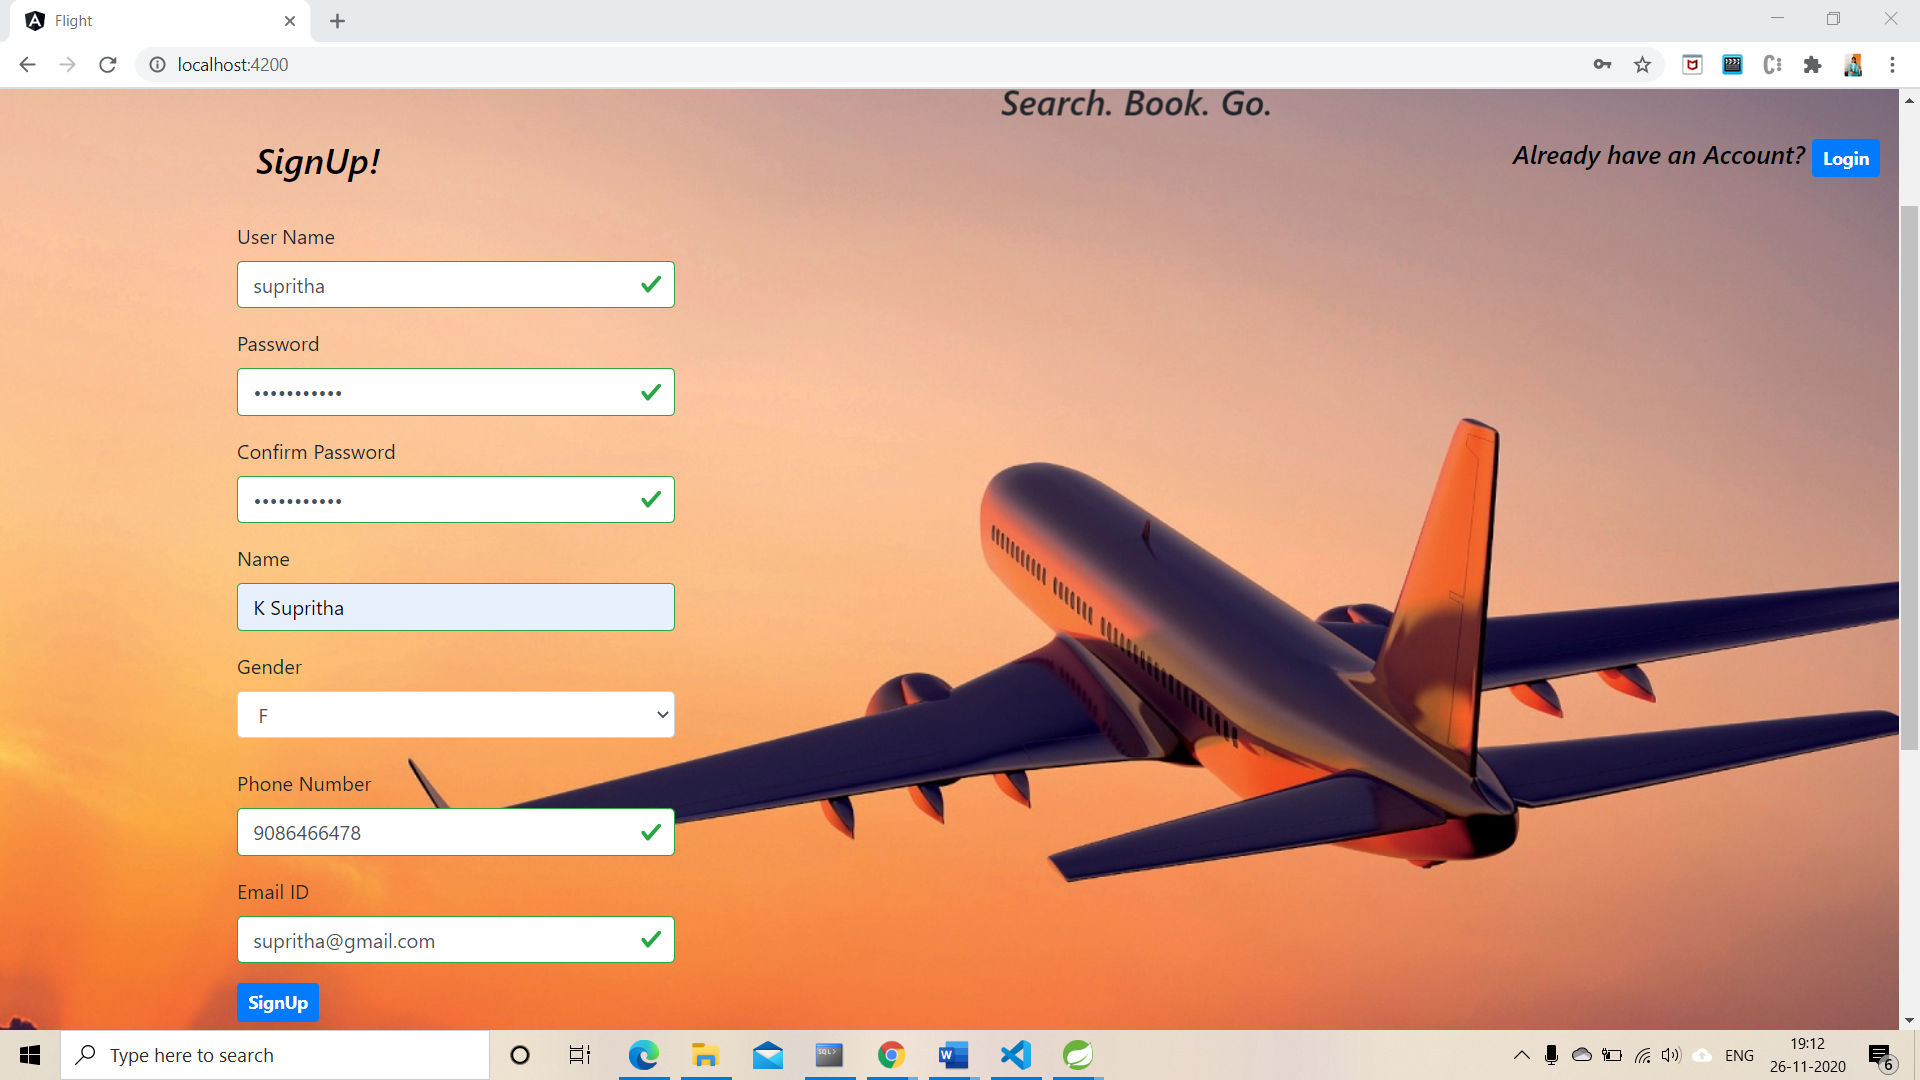 Flight
localhost:4200
Search. Book. Go.
SignUp!
Already have an Account? Login
User Name
supritha
Password
•••••••••••
Confirm Password
•••••••••••
Name
K Supritha
Gender
F
Phone Number
9086466478
Email ID
supritha@gmail.com
SignUp
Type here to search
SQL>
W
ENG
19:12
26-11-2020
6